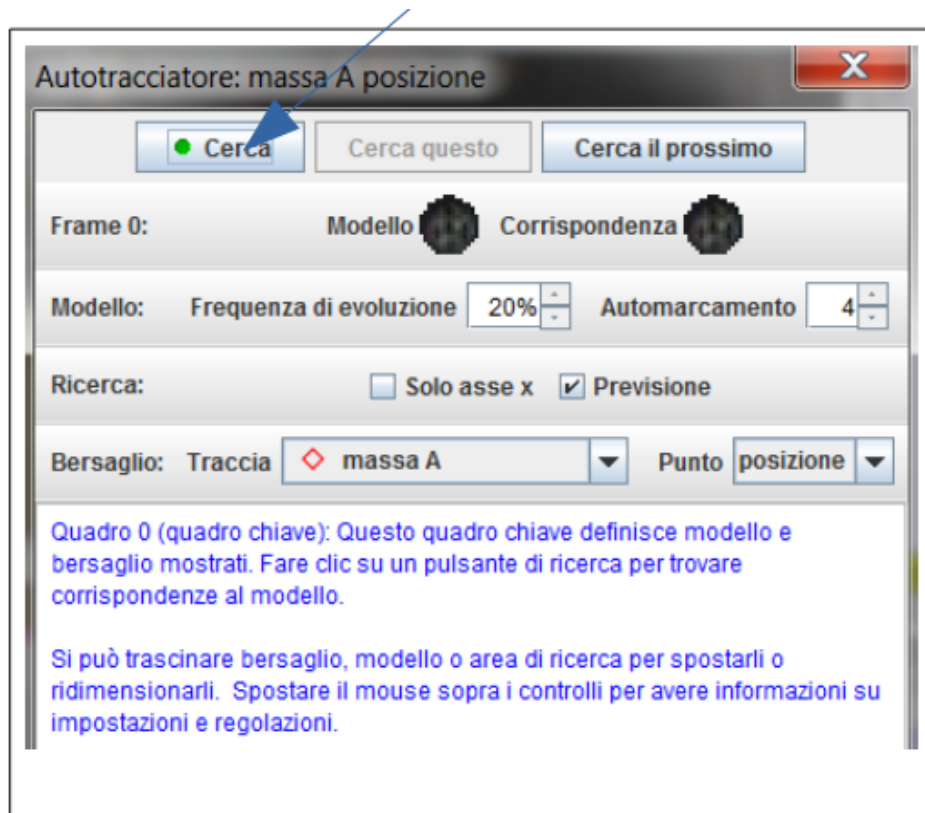 Autotracciatore: massa A posizione
Cerca Cerca questo Cerca il prossimo
Frame 0: Modello Corrispondenza
Modello: Frequenza di evoluzione 20% Automarcamento 4
Ricerca: Solo asse x Previsione
Bersaglio: Traccia massa A Punto posizione
Quadro 0 (quadro chiave): Questo quadro chiave definisce modello e
bersaglio mostrati. Fare clic su un pulsante di ricerca per trovare
corrispondenze al modello.
Si può trascinare bersaglio, modello o area di ricerca per spostarli o
ridimensionarli. Spostare il mouse sopra i controlli per avere informazioni su
impostazioni e regolazioni.